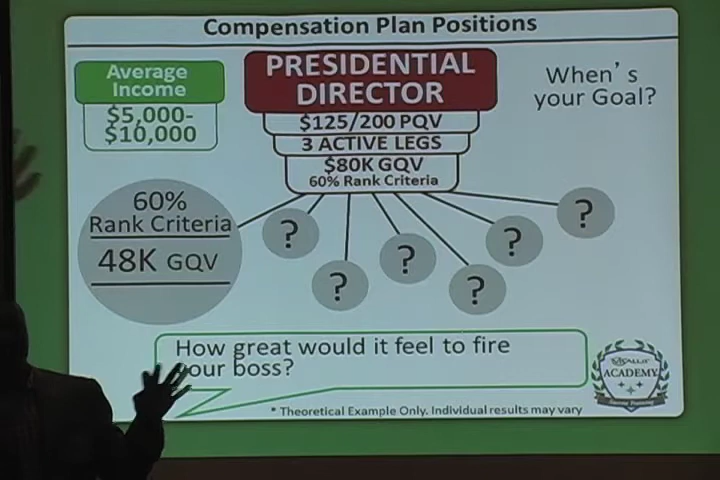 Compensation Plan Positions
Average
Income
$5,000-
$10,000
PRESIDENTIAL
DIRECTOR
$125/200 PQV
3 ACTIVE LEGS
$80K GQV
60% Rank Criteria
When's
your Goal?
60%
Rank Criteria
48K GQV
?
?
?
?
?
?
How great would it feel to fire
your boss?
ACADEMY
* Theoretical Example Only. Individual results may vary